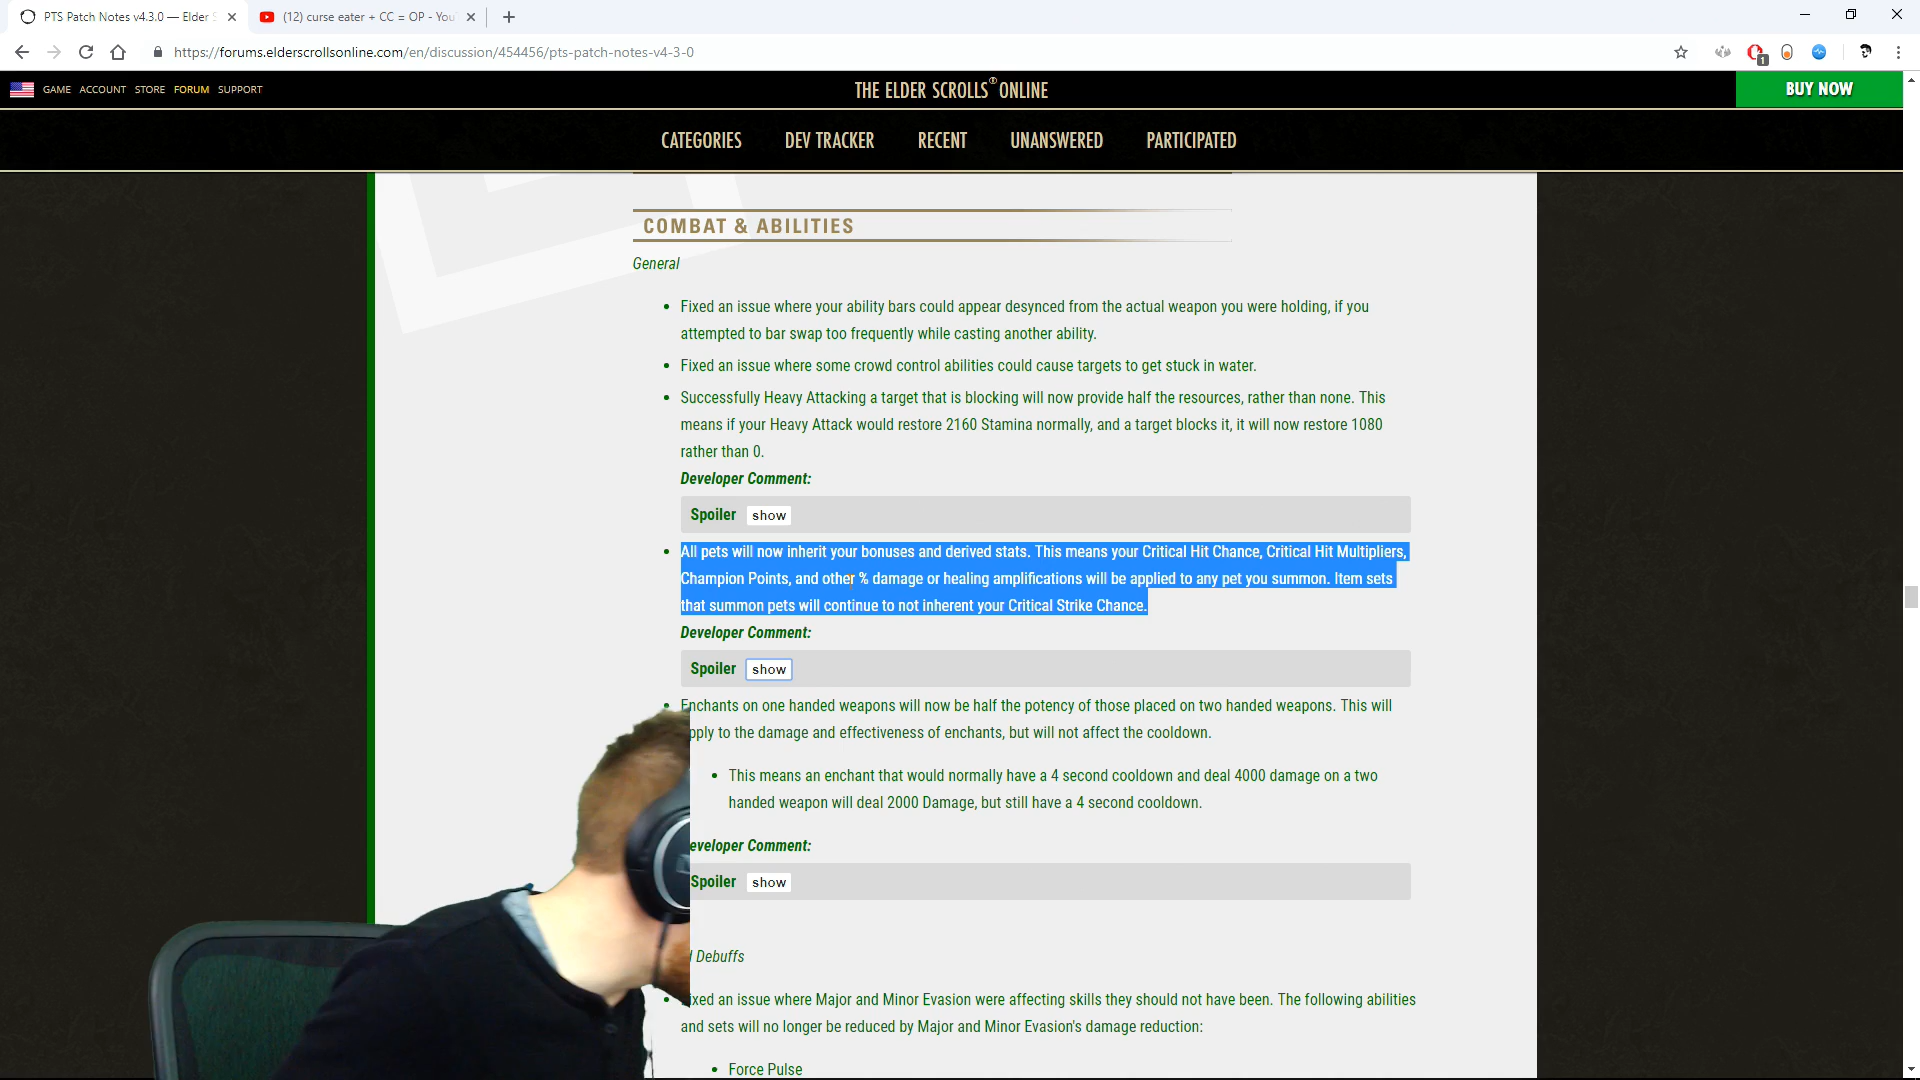 PTS Patch Notes v4.3.0 — Elder S
(12) curse eater + CC = OP - You
https://forums.elderscrollsonline.com/en/discussion/454456/pts-patch-notes-v4-3-0
1
GAME ACCOUNT STORE FORUM SUPPORT
THE ELDER SCROLLS ONLINE
BUY NOW
CATEGORIES DEV TRACKER RECENT UNANSWERED PARTICIPATED
COMBAT & ABILITIES
General
• Fixed an issue where your ability bars could appear desynced from the actual weapon you were holding, if you
attempted to bar swap too frequently while casting another ability.
• Fixed an issue where some crowd control abilities could cause targets to get stuck in water.
• Successfully Heavy Attacking a target that is blocking will now provide half the resources, rather than none. This
means if your Heavy Attack would restore 2160 Stamina normally, and a target blocks it, it will now restore 1080
rather than 0.
Developer Comment:
Spoiler show
• All pets will now inherit your bonuses and derived stats. This means your Critical Hit Chance, Critical Hit Multipliers,
Champion Points, and other % damage or healing amplifications will be applied to any pet you summon. Item sets
that summon pets will continue to not inherent your Critical Strike Chance.
Developer Comment:
Spoiler show
• Enchants on one handed weapons will now be half the potency of those placed on two handed weapons. This will
pply to the damage and effectiveness of enchants, but will not affect the cooldown.
• This means an enchant that would normally have a 4 second cooldown and deal 4000 damage on a two
handed weapon will deal 2000 Damage, but still have a 4 second cooldown.
eveloper Comment:
Spoiler show
d Debuffs
• ixed an issue where Major and Minor Evasion were affecting skills they should not have been. The following abilities
and sets will no longer be reduced by Major and Minor Evasion's damage reduction:
• Force Pulse